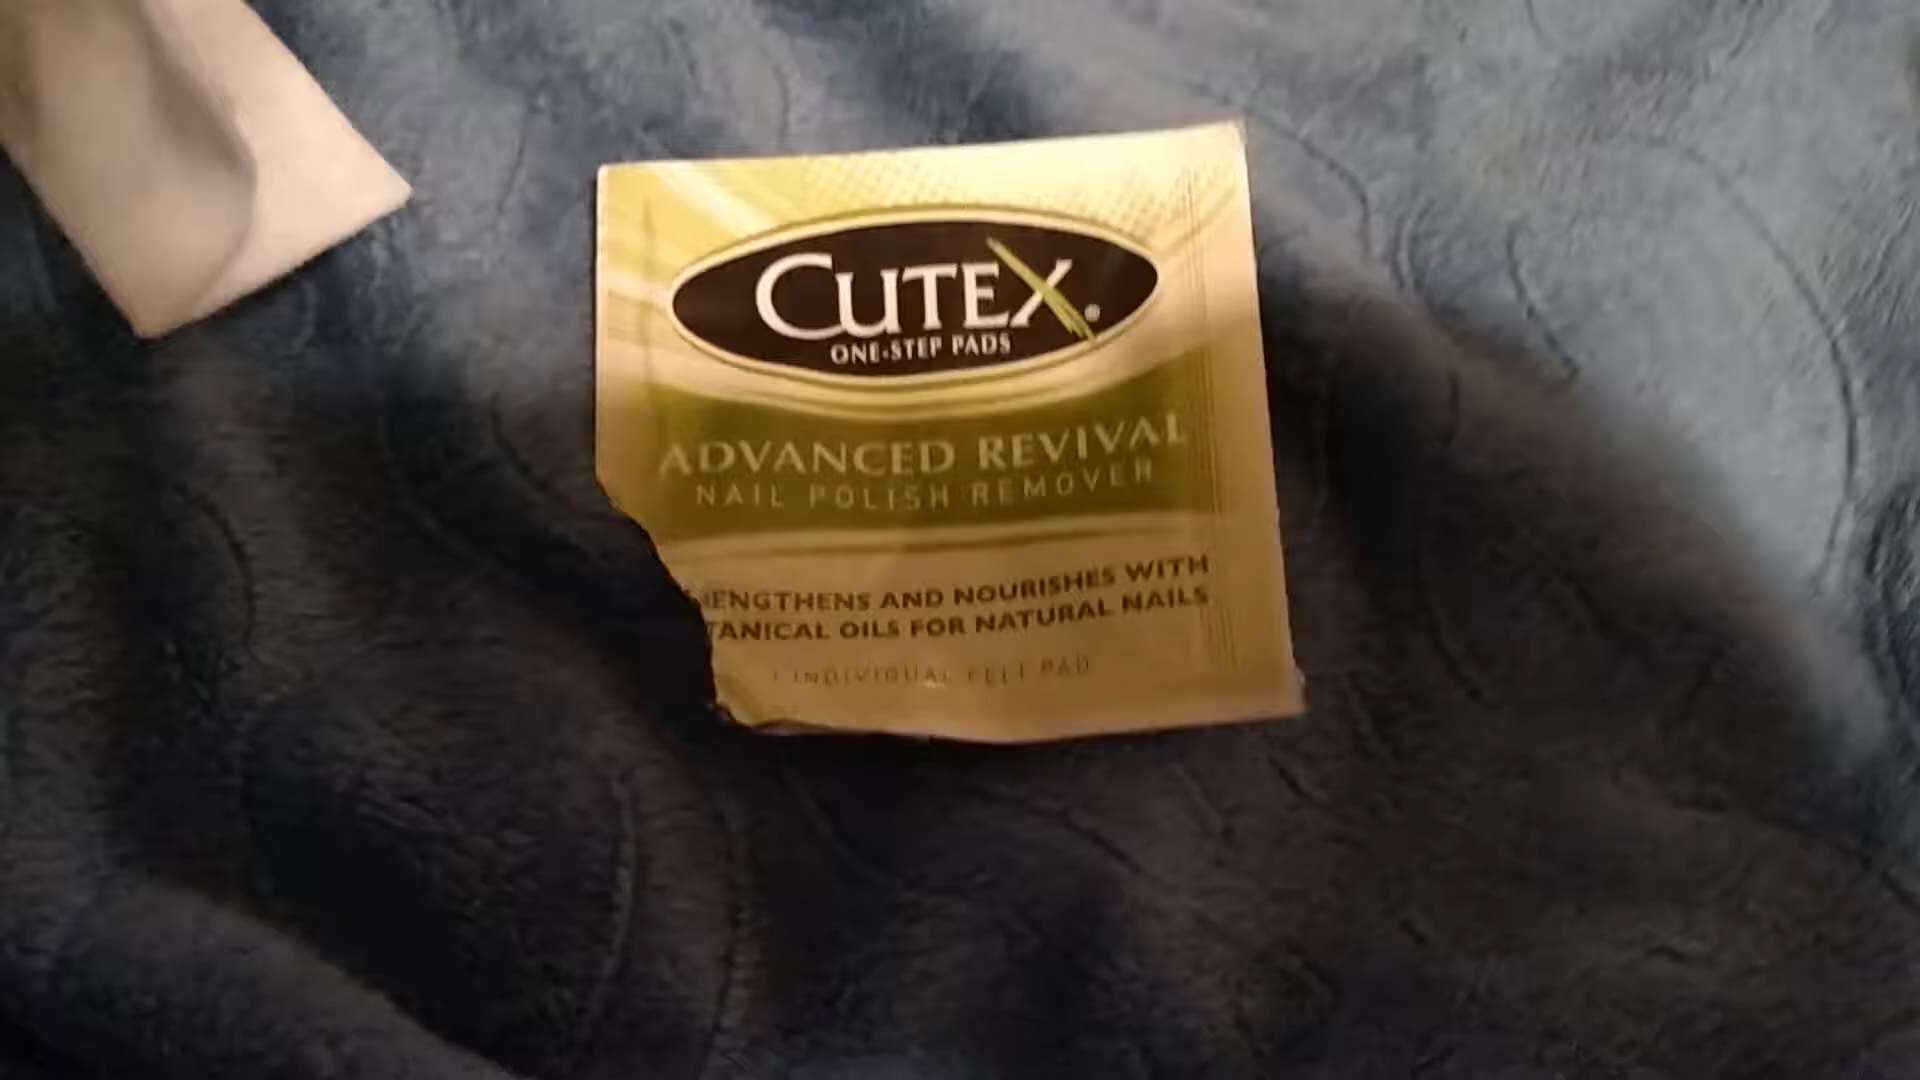 CUTEX®
ONE-STEP PADS
ADVANCED REVIVAL
NAIL POLISH REMOVER
ENGTHENS AND NOURISHES WITH
TANICAL OILS FOR NATURAL NAILS
1 INDIVIDUAL FELT PAD